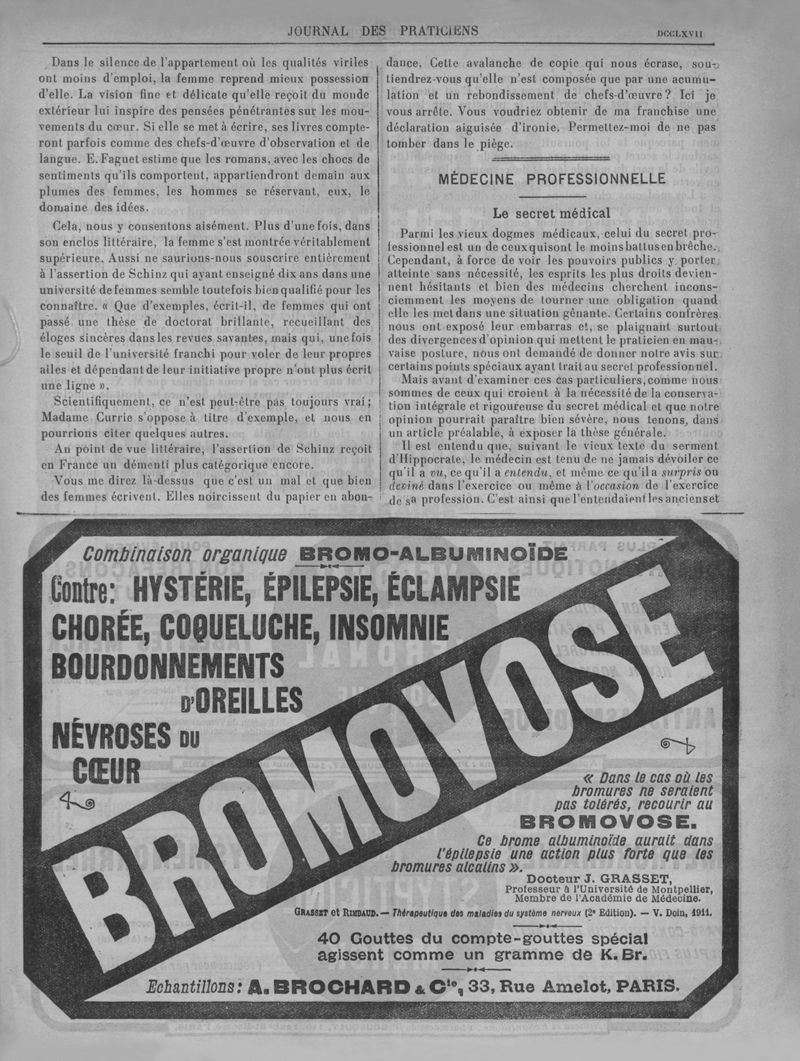 JOURNAL DES PRATICIENS
DCCLXVII
Dans le silence de l'appartement où les qualités viriles
ont moins d'emploi, la femme reprend mieux possession
d'elle. La vision fine et délicate qu'elle reçoit du monde
extérieur lui inspire des pensées pénétrantes sur les mou-
vements du cœur. Si elle se met à écrire, ses livres compte-
ront parfois comme des chefs-d'œuvre d'observation et de
langue. E. Faguet estime que les romans, avec les chocs de
sentiments qu'ils comportent, appartiendront demain aux
plumes des femmes, les hommes se réservant, eux, le
domaine des idées.
Cela, nous y consentons aisément. Plus d'une fois, dans
son enclos littéraire, la femme s'est montrée véritablement
supérieure. Aussi ne saurions-nous souscrire entièrement
à l'assertion de Schinz qui ayant enseigné dix ans dans une
université de femmes semble toutefois bien qualifié pour les
connaître. « Que d'exemples, écrit-il, de femmes qui ont
passé une thèse de doctorat brillante, recueillant des
éloges sincères dans les revues savantes, mais qui, une fois
le seuil de l'université franchi pour voler de leur propres
ailes et dépendant de leur initiative propre n'ont plus écrit
une ligne ».
Scientifiquement, ce n'est peut-être pas toujours vrai;
Madame Currie s'oppose à titre d'exemple, et nous en
pourrions citer quelques autres.
Au point de vue littéraire, l'assertion de Schinz reçoit
en France un démenti plus catégorique encore.
Vous me direz là-dessus que c'est un mal et que bien
des femmes écrivent. Elles noircissent du papier en abon-
dance. Cette avalanche de copie qui nous écrase, sou-
tiendrez-vous qu'elle n'est composée que par une acumu-
lation et un rebondissement de chefs-d'œuvre? Ici je
vous arrête. Vous voudriez obtenir de ma franchise une
déclaration aiguisée d'ironie. Permettez-moi de ne pas
tomber dans le piège.
MÉDECINE PROFESSIONNELLE
Le secret médical
Parmi les vieux dogmes médicaux, celui du secret pro-
fessionnel est un de ceux qui sont le moins battus en brêche.
Cependant, à force de voir les pouvoirs publics y porter
atteinte sans nécessité, les esprits les plus droits devien-
nent hésitants et bien des médecins cherchent incons-
ciemment les moyens de tourner une obligation quand
elle les met dans une situation gênante. Certains confrères
nous ont exposé leur embarras et, se plaignant surtout
des divergences d'opinion qui mettent le praticien en mau-
vaise posture, nous ont demandé de donner notre avis sur
certains points spéciaux ayant trait au secret professionnel.
Mais avant d'examiner ces cas particuliers, comme nous
sommes de ceux qui croient à la nécessité de la conserva-
tion intégrale et rigoureuse du secret médical et que notre
opinion pourrait paraître bien sévère, nous tenons, dans
un article préalable, à exposer la thèse générale.
Il est entendu que, suivant le vieux texte du serment
d'Hippocrate, le médecin est tenu de ne jamais dévoiler ce
qu'il a vu, ce qu'il a entendu, et même ce qu'il a surpris ou
deviné dans l'exercice ou même à l'occasion de l'exercice
de sa profession. C'est ainsi que l'entendaient les anciens et
Combinaison organique BROMO-ALBUMINOÏDE
Contre: HYSTÉRIE, ÉPILEPSIE, ÉCLAMPSIE
CHORÉE, COQUELUCHE, INSOMNIE
BOURDONNEMENTS
D'OREILLES
NÉVROSES DU
CŒUR
BROMOVOSE
« Dans le cas où les
bromures ne seraient
pas tolérés, recourir au
BROMOVOSE.
Ce brome albuminoïde aurait dans
l'épilepsie une action plus forte que les
bromures alcalins ».
Docteur J. GRASSET,
Professeur à l'Université de Montpellier,
Membre de l'Académie de Médecine.
GRASSET et RIMBAUD. — Thérapeutique des maladies du système nerveux (2e Edition). — V. Doin, 1911.
40 Gouttes du compte-gouttes spécial
agissent comme un gramme de K. Br.
Echantillons: A. BROCHARD & Cie, 33, Rue Amelot, PARIS.